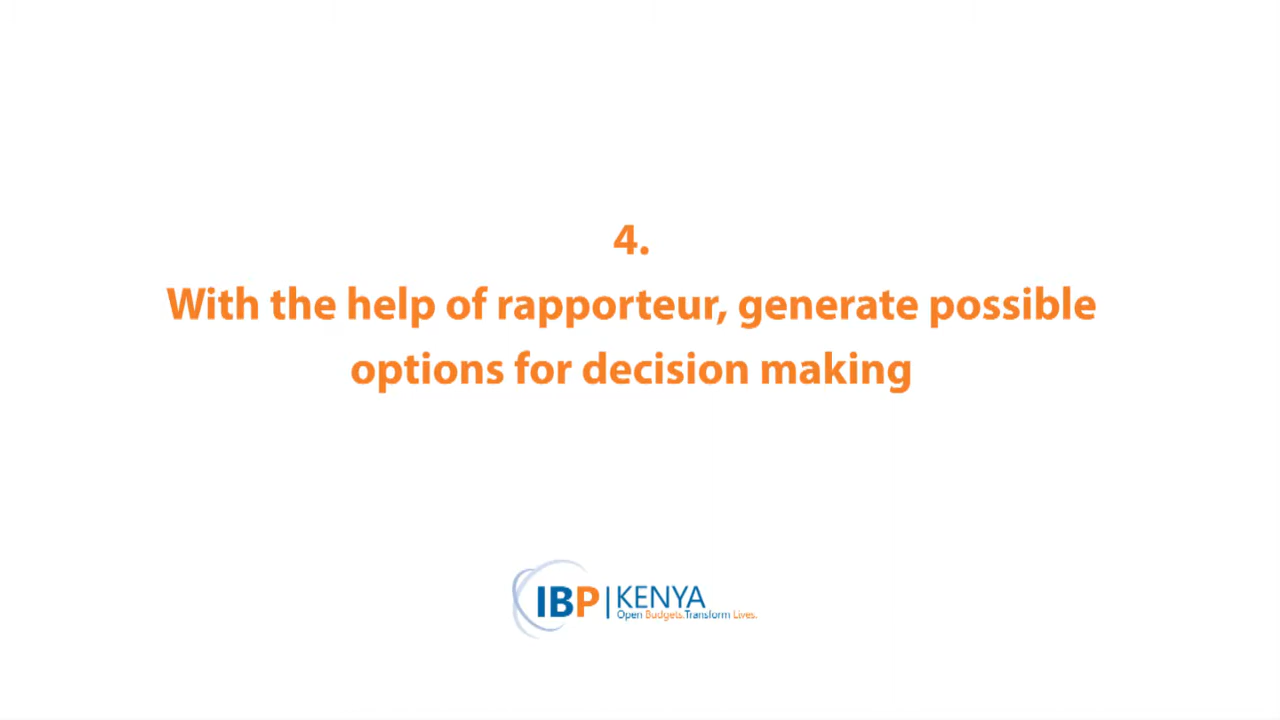 4.
With the help of rapporteur, generate possible
options for decision making
IBP | KENYA
Open Budgets.Transform Lives.